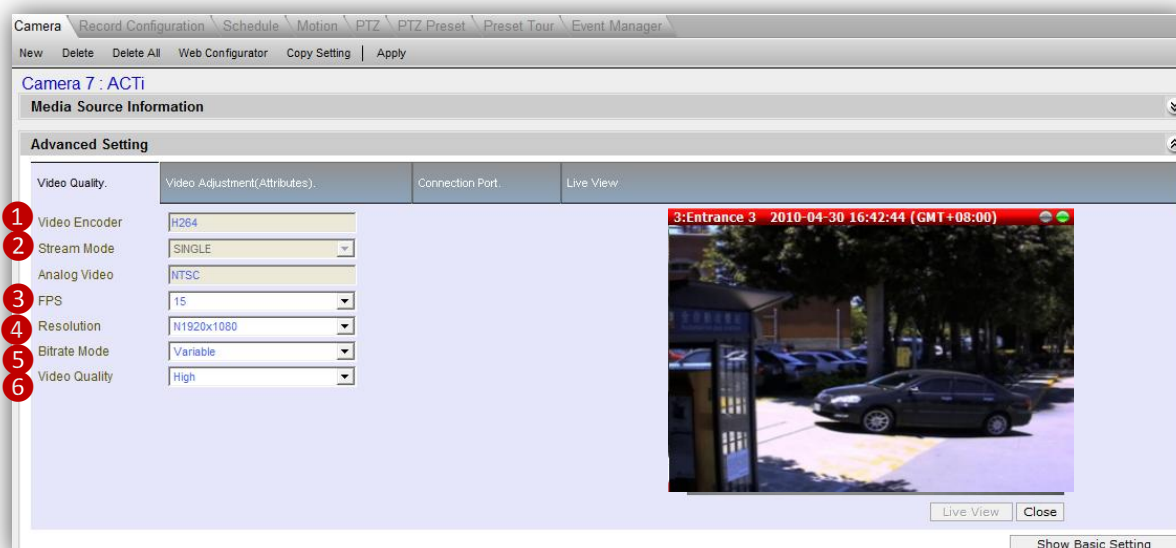 Camera Record Configuration Schedule Motion PTZ PTZ Preset Preset Tour Event Manager
New Delete Delete All Web Configurator Copy Setting Apply
Camera 7 : ACTi
Media Source Information
Advanced Setting
Video Quality. Video Adjustment(Attributes). Connection Port. Live View
1 Video Encoder H264
2 Stream Mode SINGLE
Analog Video NTSC
3 FPS 15
4 Resolution N1920x1080
5 Bitrate Mode Variable
6 Video Quality High
3:Entrance 3 2010-04-30 16:42:44 (GMT+08:00)
Live View Close
Show Basic Setting